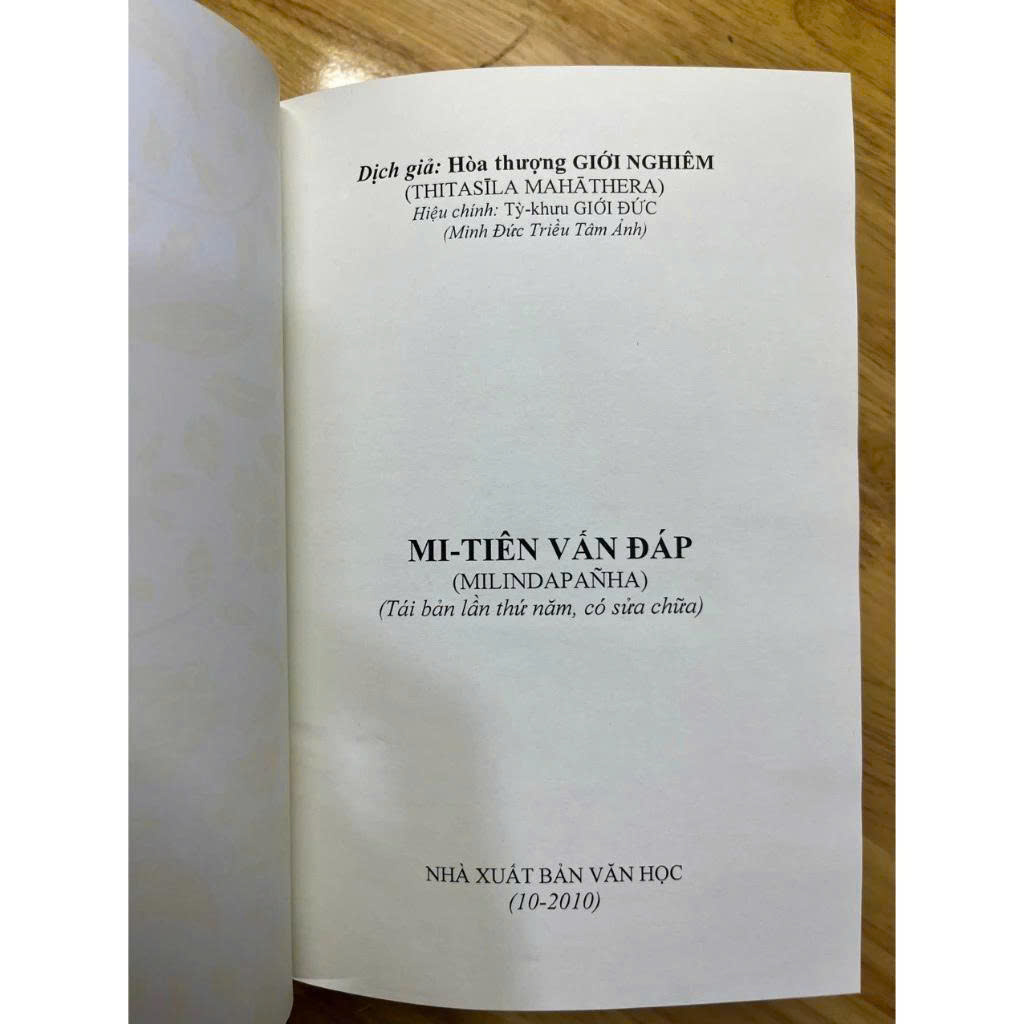 Dịch giả: Hòa thượng GIỚI NGHIÊM
(THITASĪLA MAHĀTHERA)
Hiệu chính: Tỳ-khưu GIỚI ĐỨC
(Minh Đức Triều Tâm Ảnh)
MI-TIÊN VẤN ĐÁP
(MILINDAPAÑHA)
(Tái bản lần thứ năm, có sửa chữa)
NHÀ XUẤT BẢN VĂN HỌC
(10-2010)